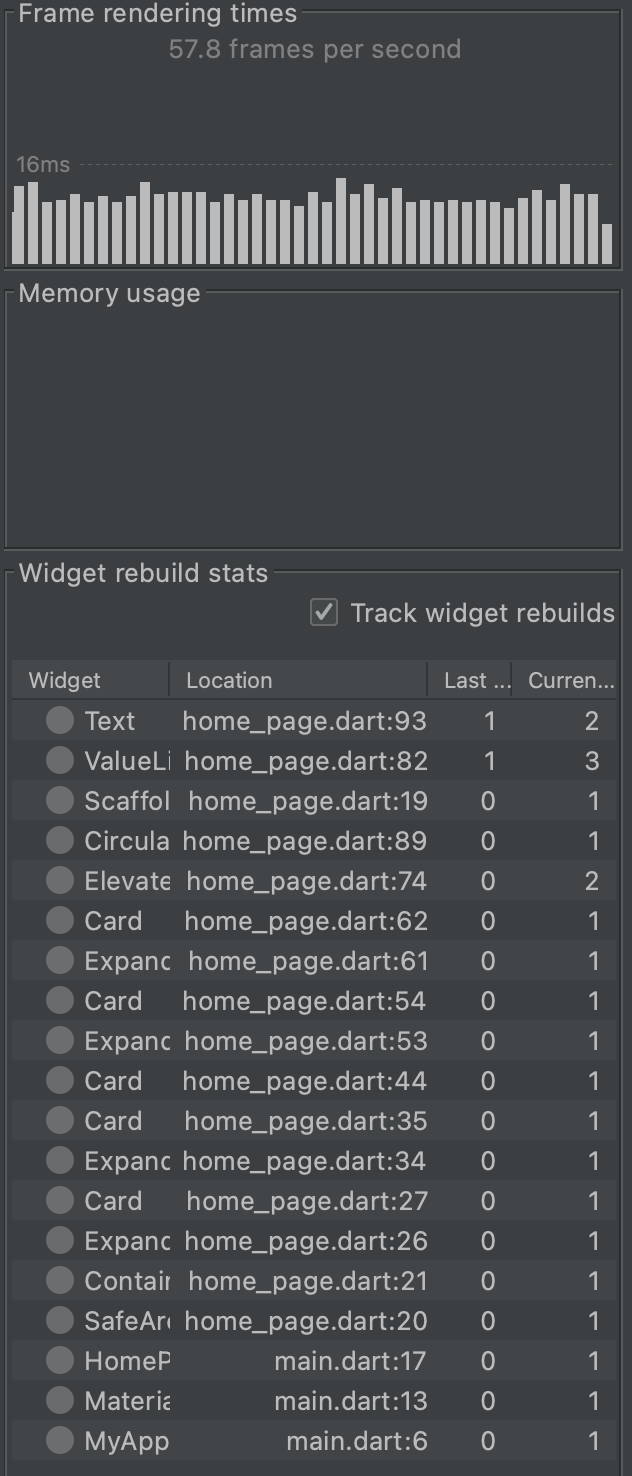 Frame rendering times
57.8 frames per second
16ms
Memory usage
Widget rebuild stats
Track widget rebuilds
Widget Location Last ... Curren...
Text home_page.dart:93 1 2
ValueLi home_page.dart:82 1 3
Scaffol home_page.dart:19 0 1
Circula home_page.dart:89 0 1
Elevate home_page.dart:74 0 2
Card home_page.dart:62 0 1
Expanc home_page.dart:61 0 1
Card home_page.dart:54 0 1
Expanc home_page.dart:53 0 1
Card home_page.dart:44 0 1
Card home_page.dart:35 0 1
Expanc home_page.dart:34 0 1
Card home_page.dart:27 0 1
Expanc home_page.dart:26 0 1
Contair home_page.dart:21 0 1
SafeAre home_page.dart:20 0 1
HomeP main.dart:17 0 1
Materia main.dart:13 0 1
MyApp main.dart:6 0 1